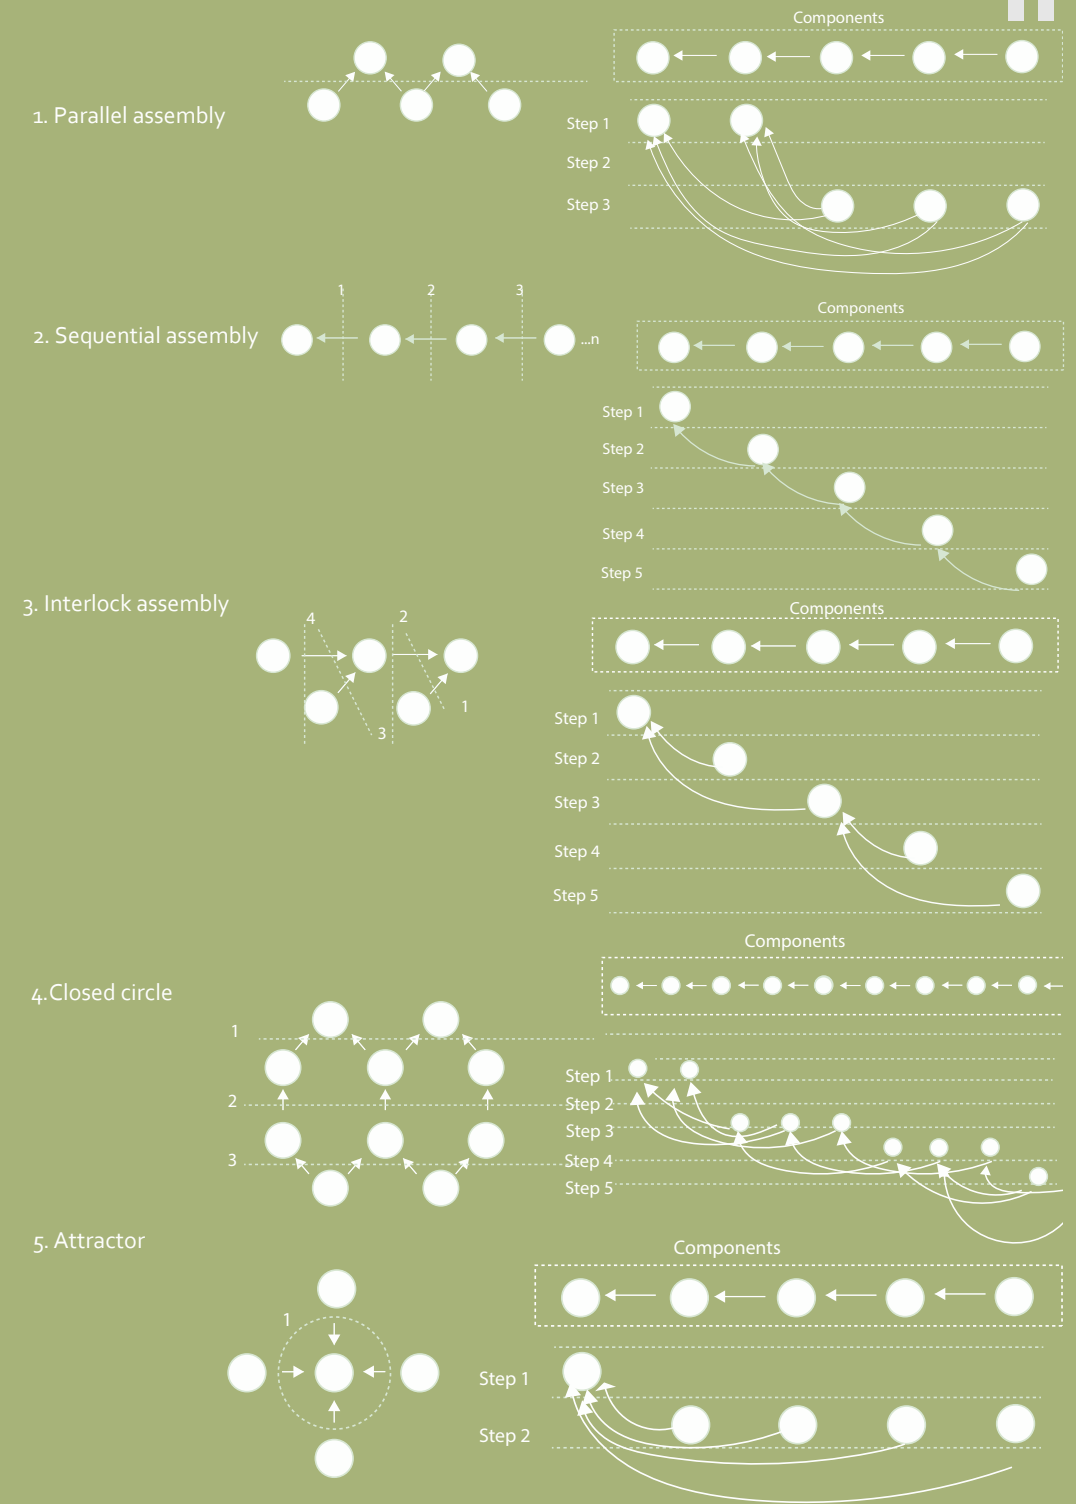 Components
1. Parallel assembly
Step 1
Step 2
Step 3
1
2
3
2. Sequential assembly
...n
Components
Step 1
Step 2
Step 3
Step 4
Step 5
3. Interlock assembly
4
2
3
1
Components
Step 1
Step 2
Step 3
Step 4
Step 5
4.Closed circle
1
2
3
Components
Step 1
Step 2
Step 3
Step 4
Step 5
5. Attractor
1
Components
Step 1
Step 2